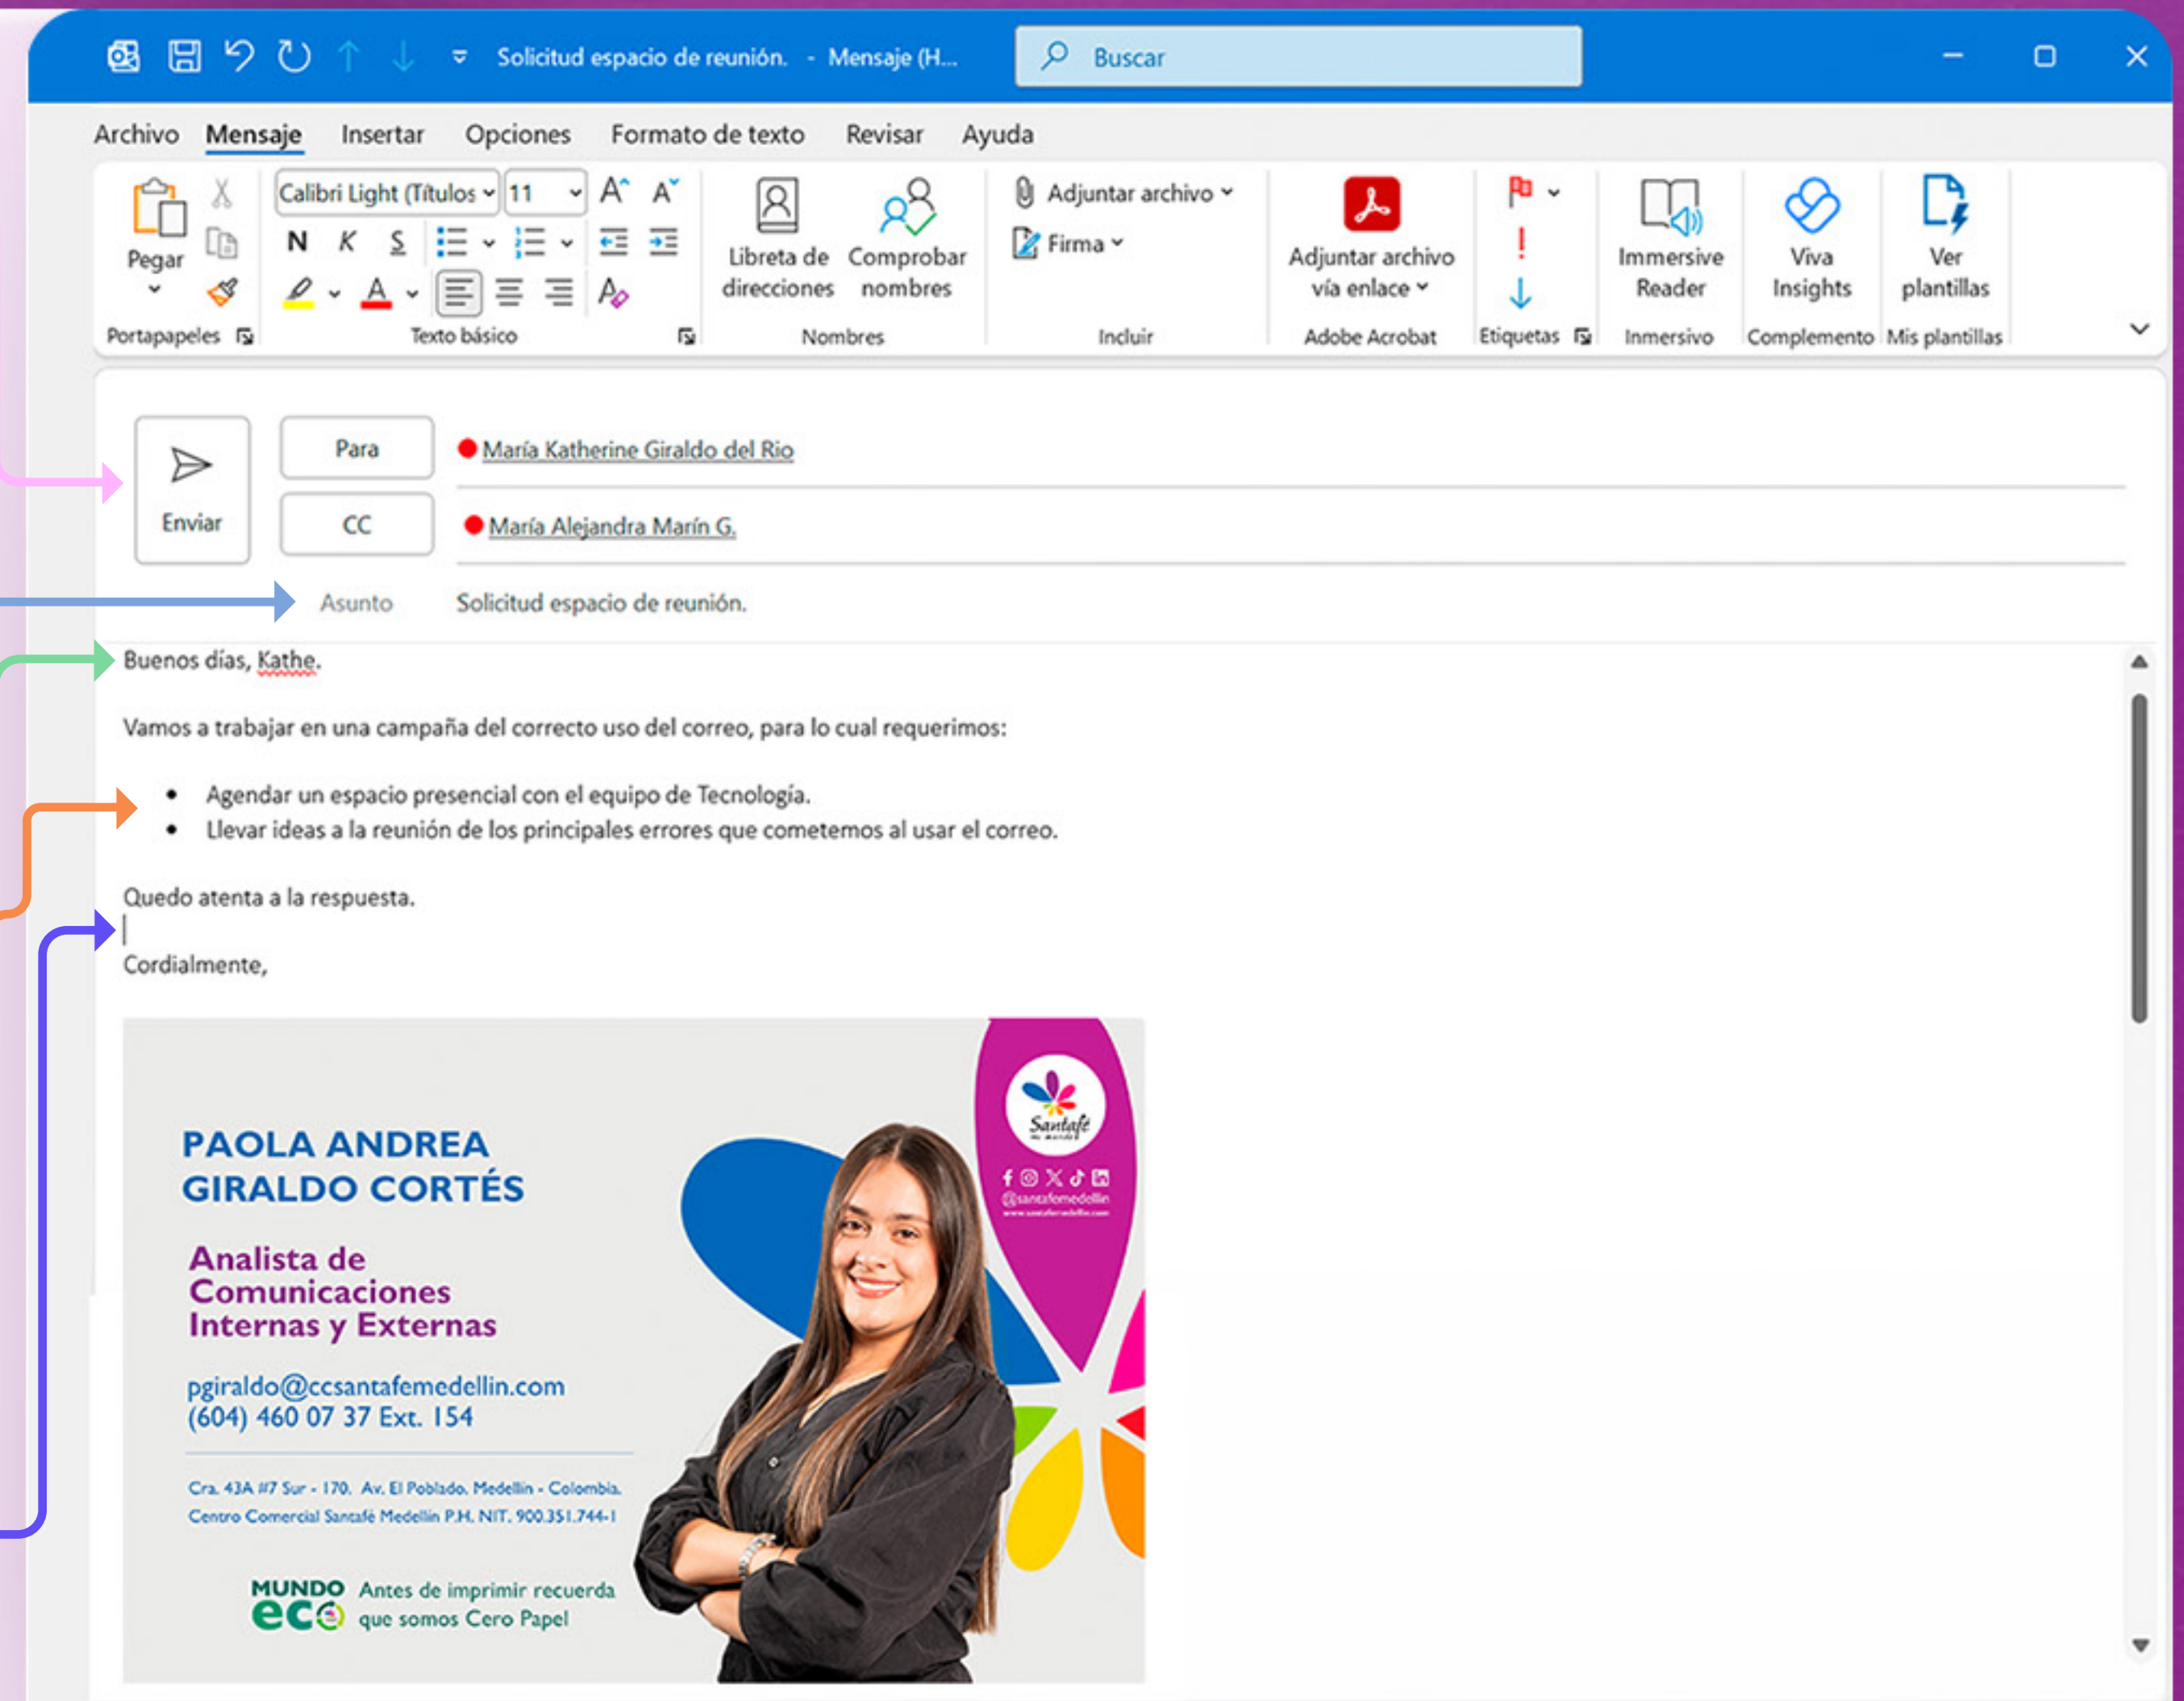 Solicitud espacio de reunión. - Mensaje (H...
Buscar
Archivo Mensaje Insertar Opciones Formato de texto Revisar Ayuda
Pegar
Portapapeles
Calibri Light (Títulos 11 A A
N K S
A
Texto básico
Libreta de direcciones
Comprobar nombres
Nombres
Adjuntar archivo
Firma
Incluir
Adjuntar archivo
vía enlace
Adobe Acrobat
Etiquetas
Immersive
Reader
Inmersivo
Viva
Insights
Complemento
Ver
plantillas
Mis plantillas
Enviar
Para María Katherine Giraldo del Rio
CC María Alejandra Marín G.
Asunto Solicitud espacio de reunión.
Buenos días, Kathe.
Vamos a trabajar en una campaña del correcto uso del correo, para lo cual requerimos:
• Agendar un espacio presencial con el equipo de Tecnología.
• Llevar ideas a la reunión de los principales errores que cometemos al usar el correo.
Quedo atenta a la respuesta.
Cordialmente,
PAOLA ANDREA
GIRALDO CORTÉS
Analista de
Comunicaciones
Internas y Externas
pgiraldo@ccsantafemedellin.com
(604) 460 07 37 Ext. 154
Cra. 43A #7 Sur - 170. Av. El Poblado. Medellín - Colombia.
Centro Comercial Santafé Medellín P.H. NIT. 900.351.744-1
MUNDO
eco
Antes de imprimir recuerda
que somos Cero Papel
Santafé
@santafemedellin
www.santafemedellin.com